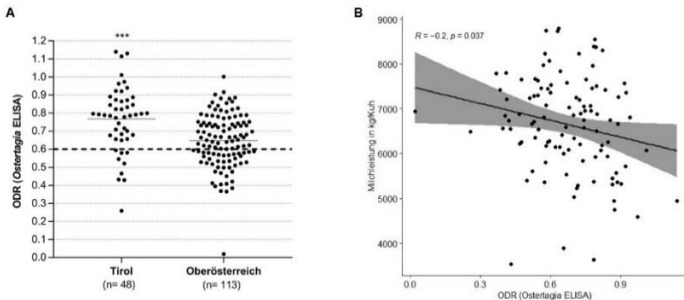 A
***
1.2
1.1
1.0
0.9
0.8
0.7
0.6
0.5
0.4
0.3
0.2
0.1
0.0
ODR (Ostertagia ELISA)
Tirol
(n= 48)
Oberösterreich
(n= 113)
B
R = −0.2, p = 0.037
9000
8000
7000
6000
5000
4000
Milchleistung in kg/Kuh
0.0
0.3
0.6
0.9
ODR (Ostertagia ELISA)